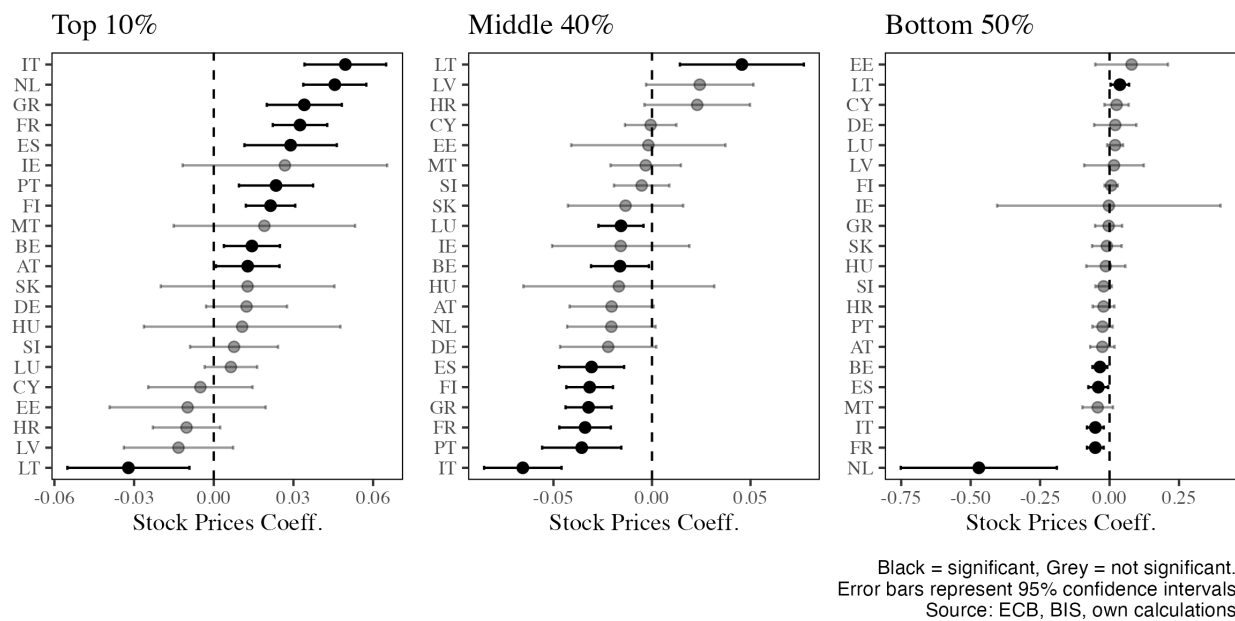 Top 10%
IT
NL
GR
FR
ES
IE
PT
FI
MT
BE
AT
SK
DE
HU
SI
LU
CY
EE
HR
LV
LT
-0.06 -0.03 0.00 0.03 0.06
Stock Prices Coeff.
Middle 40%
LT
LV
HR
CY
EE
MT
SI
SK
LU
IE
BE
HU
AT
NL
DE
ES
FI
GR
FR
PT
IT
-0.05 0.00 0.05
Stock Prices Coeff.
Bottom 50%
EE
LT
CY
DE
LU
LV
FI
IE
GR
SK
HU
SI
HR
PT
AT
BE
ES
MT
IT
FR
NL
-0.75 -0.50 -0.25 0.00 0.25
Stock Prices Coeff.
Black = significant, Grey = not significant.
Error bars represent 95% confidence intervals
Source: ECB, BIS, own calculations